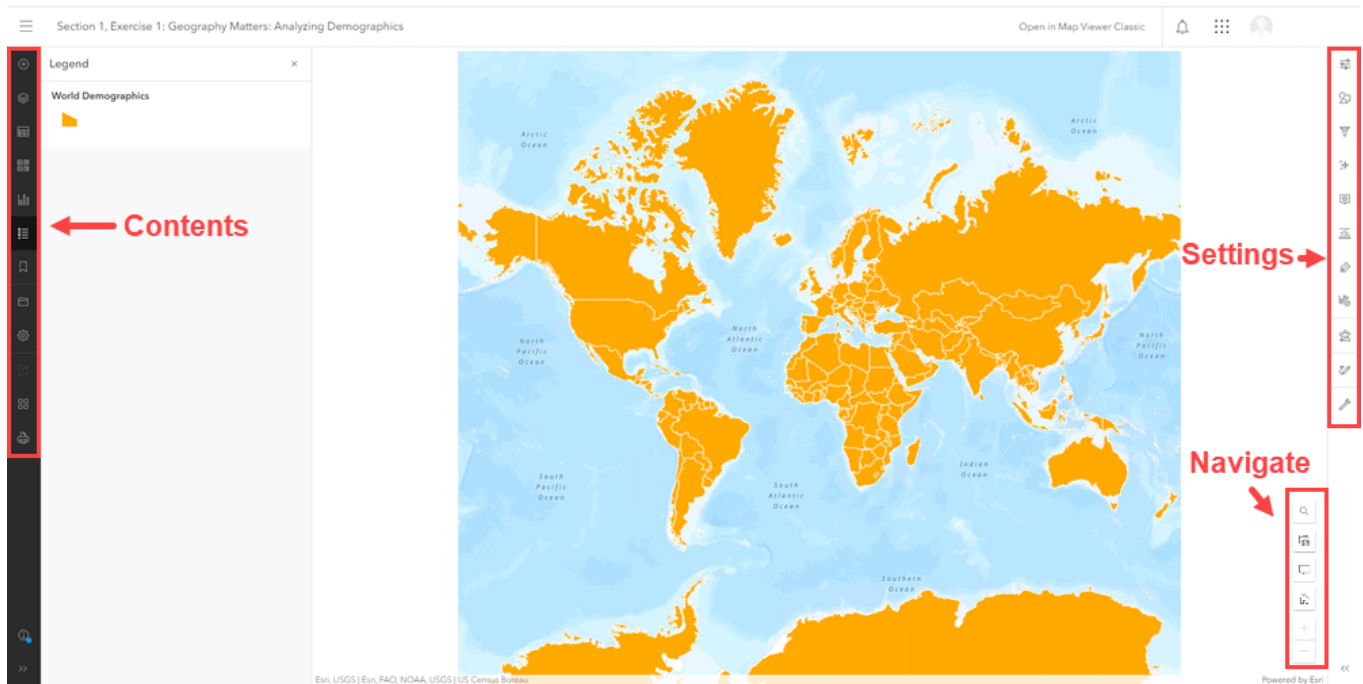 Section 1, Exercise 1: Geography Matters: Analyzing Demographics
Open in Map Viewer Classic
Legend
World Demographics
Contents
Settings
Navigate
Arctic
Ocean
Arctic
Ocean
North
Pacific
Ocean
North
Atlantic
Ocean
North
Pacific
Ocean
South
Pacific
Ocean
South
Atlantic
Ocean
Indian
Ocean
Southern
Ocean
Esri, USGS | Esri, FAO, NOAA, USGS | US Census Bureau
Powered by Esri